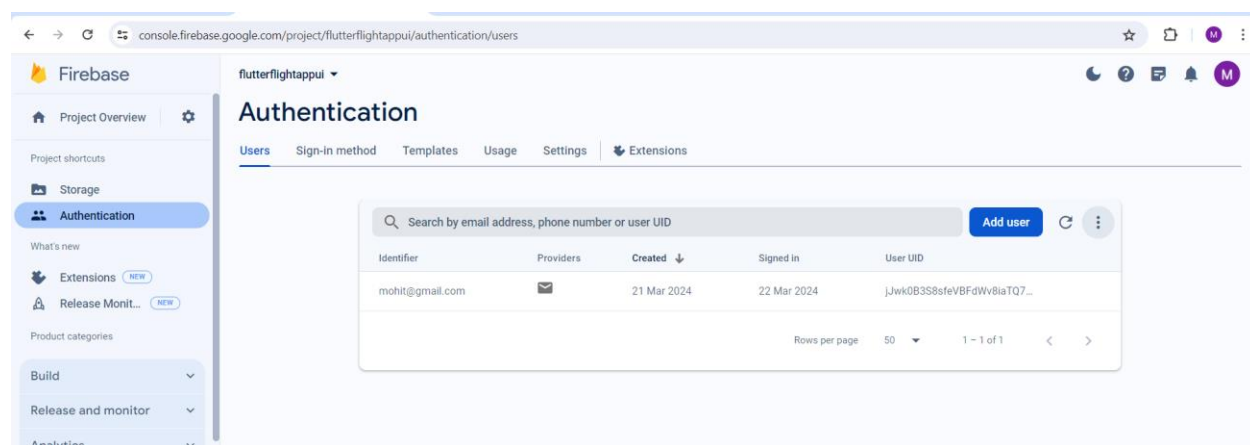 console.firebase.google.com/project/flutterflightappui/authentication/users
M
Firebase
flutterflightappui
M
Project Overview
Authentication
Users Sign-in method Templates Usage Settings Extensions
Project shortcuts
Storage
Authentication
What's new
Extensions NEW
Release Monit... NEW
Product categories
Build
Release and monitor
Analytics
Search by email address, phone number or user UID Add user
Identifier Providers Created Signed in User UID
mohit@gmail.com 21 Mar 2024 22 Mar 2024 jJwk0B3S8sfeVBFdWv8iaTQ7...
Rows per page 50 1 – 1 of 1